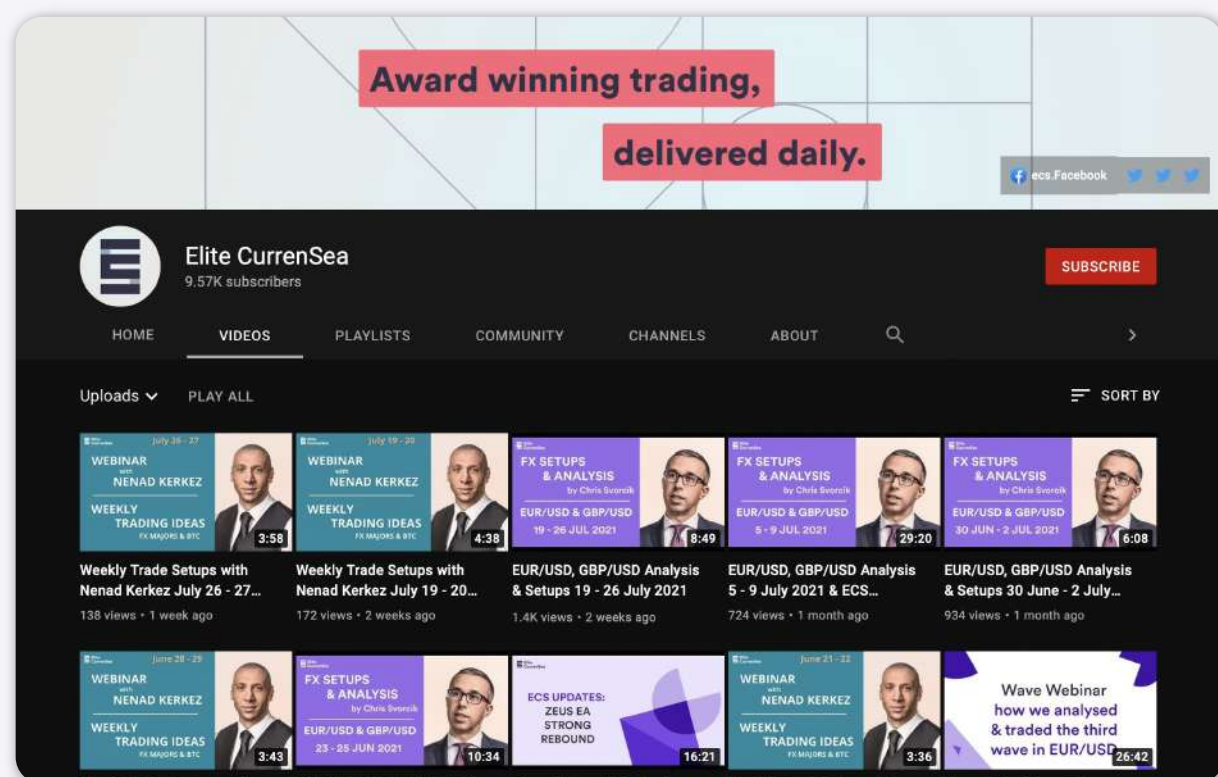 Award winning trading,
delivered daily.
ecs.Facebook
Elite CurrenSea
9.57K subscribers
SUBSCRIBE
HOME VIDEOS PLAYLISTS COMMUNITY CHANNELS ABOUT
Uploads PLAY ALL SORT BY
July 26 - 27
WEBINAR
with
NENAD KERKEZ
WEEKLY
TRADING IDEAS
FX MAJORS & BTC
3:58
Weekly Trade Setups with
Nenad Kerkez July 26 - 27...
138 views • 1 week ago
July 19 - 20
WEBINAR
with
NENAD KERKEZ
WEEKLY
TRADING IDEAS
FX MAJORS & BTC
4:38
Weekly Trade Setups with
Nenad Kerkez July 19 - 20...
172 views • 2 weeks ago
FX SETUPS
& ANALYSIS
by Chris Svorcik
EUR/USD & GBP/USD
19 - 26 JUL 2021
8:49
EUR/USD, GBP/USD Analysis
& Setups 19 - 26 July 2021
1.4K views • 2 weeks ago
FX SETUPS
& ANALYSIS
by Chris Svorcik
EUR/USD & GBP/USD
5 - 9 JUL 2021
29:20
EUR/USD, GBP/USD Analysis
5 - 9 July 2021 & ECS...
724 views • 1 month ago
FX SETUPS
& ANALYSIS
by Chris Svorcik
EUR/USD & GBP/USD
30 JUN - 2 JUL 2021
6:08
EUR/USD, GBP/USD Analysis
& Setups 30 June - 2 July...
934 views • 1 month ago
June 28 - 29
WEBINAR
with
NENAD KERKEZ
WEEKLY
TRADING IDEAS
FX MAJORS & BTC
3:43
FX SETUPS
& ANALYSIS
by Chris Svorcik
EUR/USD & GBP/USD
23 - 25 JUN 2021
10:34
ECS UPDATES:
ZEUS EA
STRONG
REBOUND
16:21
June 21 - 22
WEBINAR
with
NENAD KERKEZ
WEEKLY
TRADING IDEAS
FX MAJORS & BTC
3:36
Wave Webinar
how we analysed
& traded the third
wave in EUR/USD
26:42